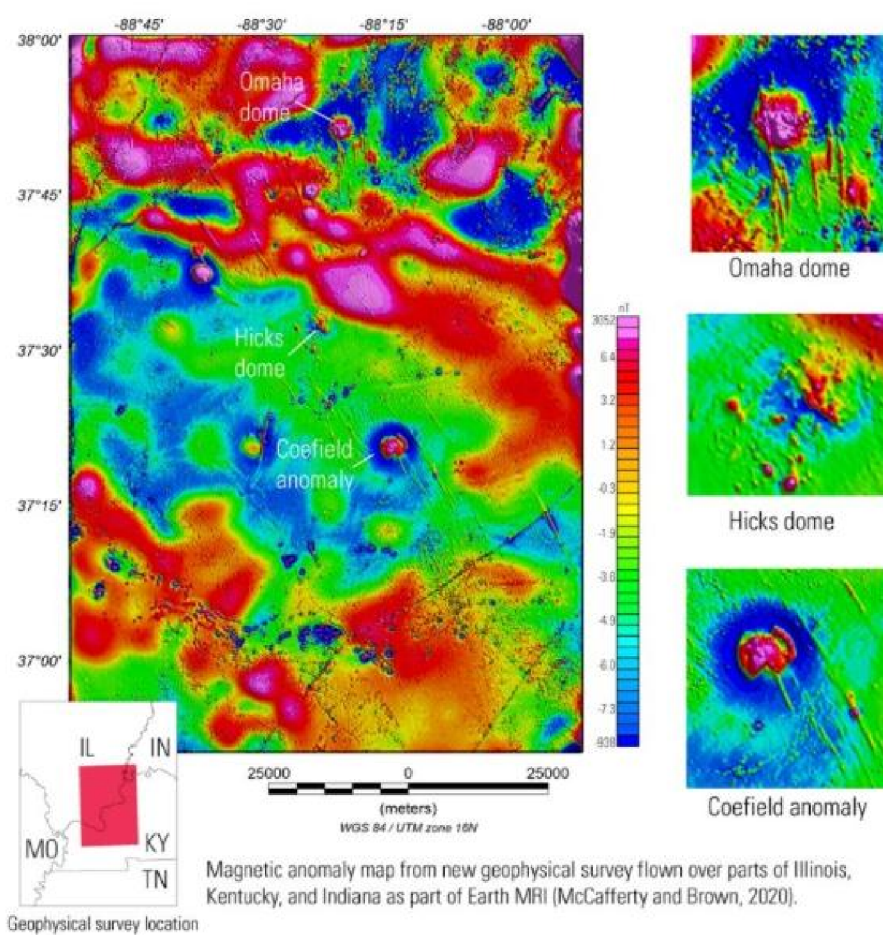 -88°45'
-88°30'
-88°15'
-88°00'
38°00'
37°45'
37°30'
37°15'
37°00'
Omaha
dome
Hicks
dome
Coefield
anomaly
nT
3052
6.4
3.2
1.2
-0.3
-1.9
-3.8
-4.9
-6.0
-7.3
-938
Omaha dome
Hicks dome
Coefield anomaly
IL
IN
MO
KY
TN
Geophysical survey location
25000
0
25000
(meters)
WGS 84 / UTM zone 16N
Magnetic anomaly map from new geophysical survey flown over parts of Illinois,
Kentucky, and Indiana as part of Earth MRI (McCafferty and Brown, 2020).